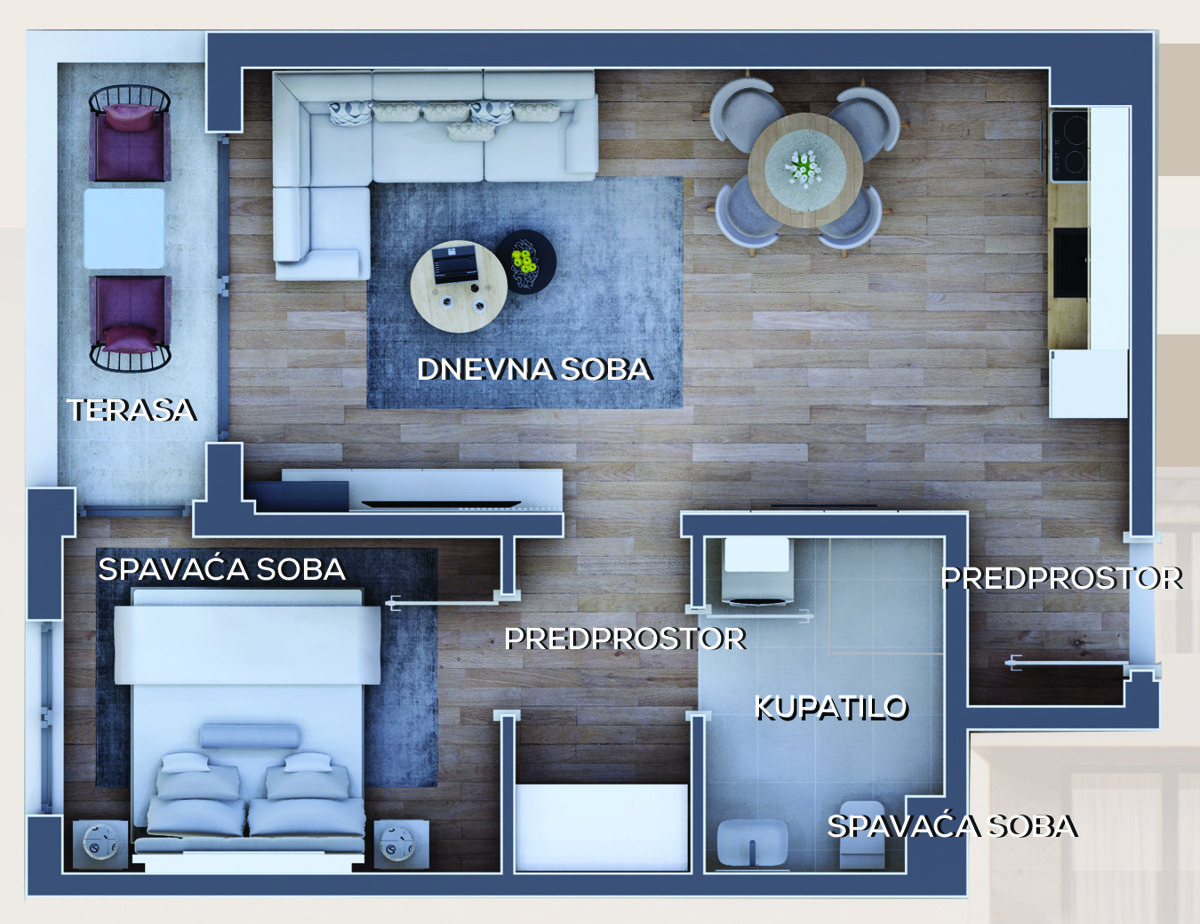 DNEVNA SOBA
TERASA
SPAVAĆA SOBA
PREDPROSTOR
PREDPROSTOR
KUPATILO
SPAVAĆA SOBA